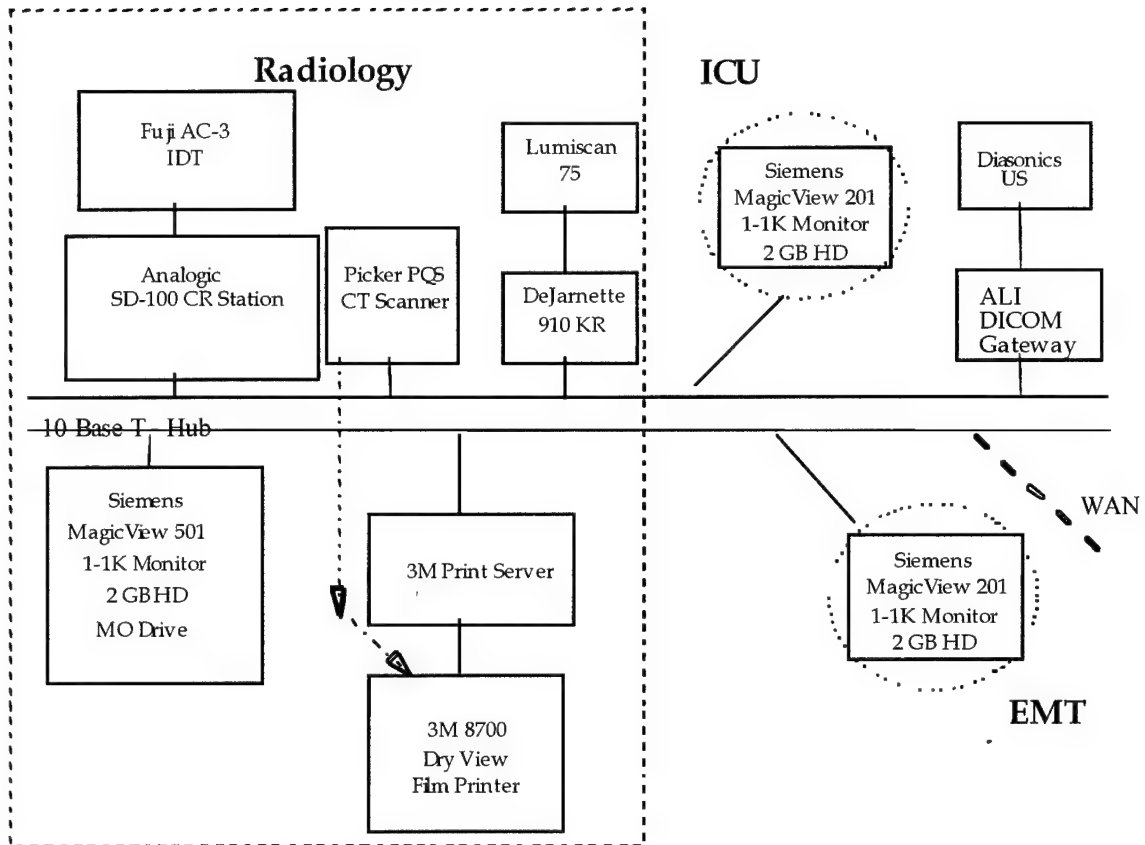 Radiology
ICU
Fuji AC-3
IDT
Lumiscan
75
Siemens
MagicView 201
1-1K Monitor
2 GB HD
Diasonics
US
Analogic
SD-100 CR Station
Picker PQS
CT Scanner
DeJarnette
910 KR
ALI
DICOM
Gateway
10 Base T - Hub
Siemens
MagicView 501
1-1K Monitor
2 GB HD
MO Drive
3M Print Server
WAN
Siemens
MagicView 201
1-1K Monitor
2 GB HD
3M 8700
Dry View
Film Printer
EMT